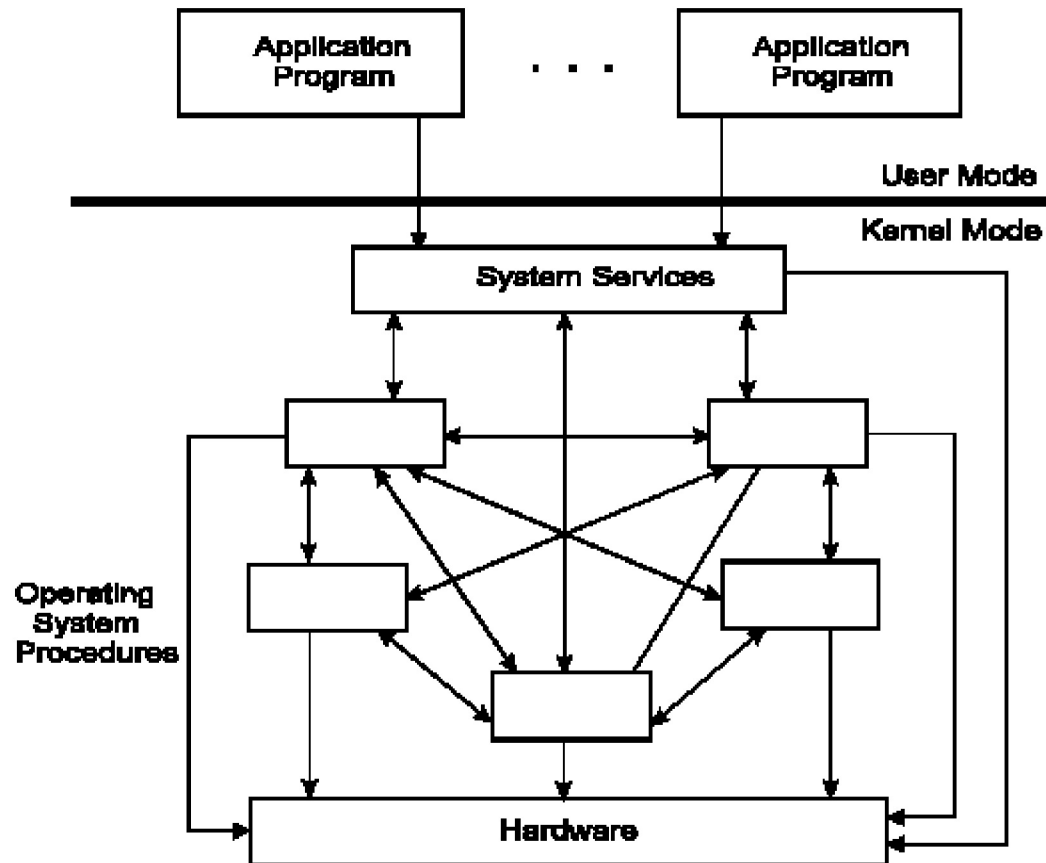 Application
Program
. . .
Application
Program
User Mode
Kernel Mode
System Services
Operating
System
Procedures
Hardware